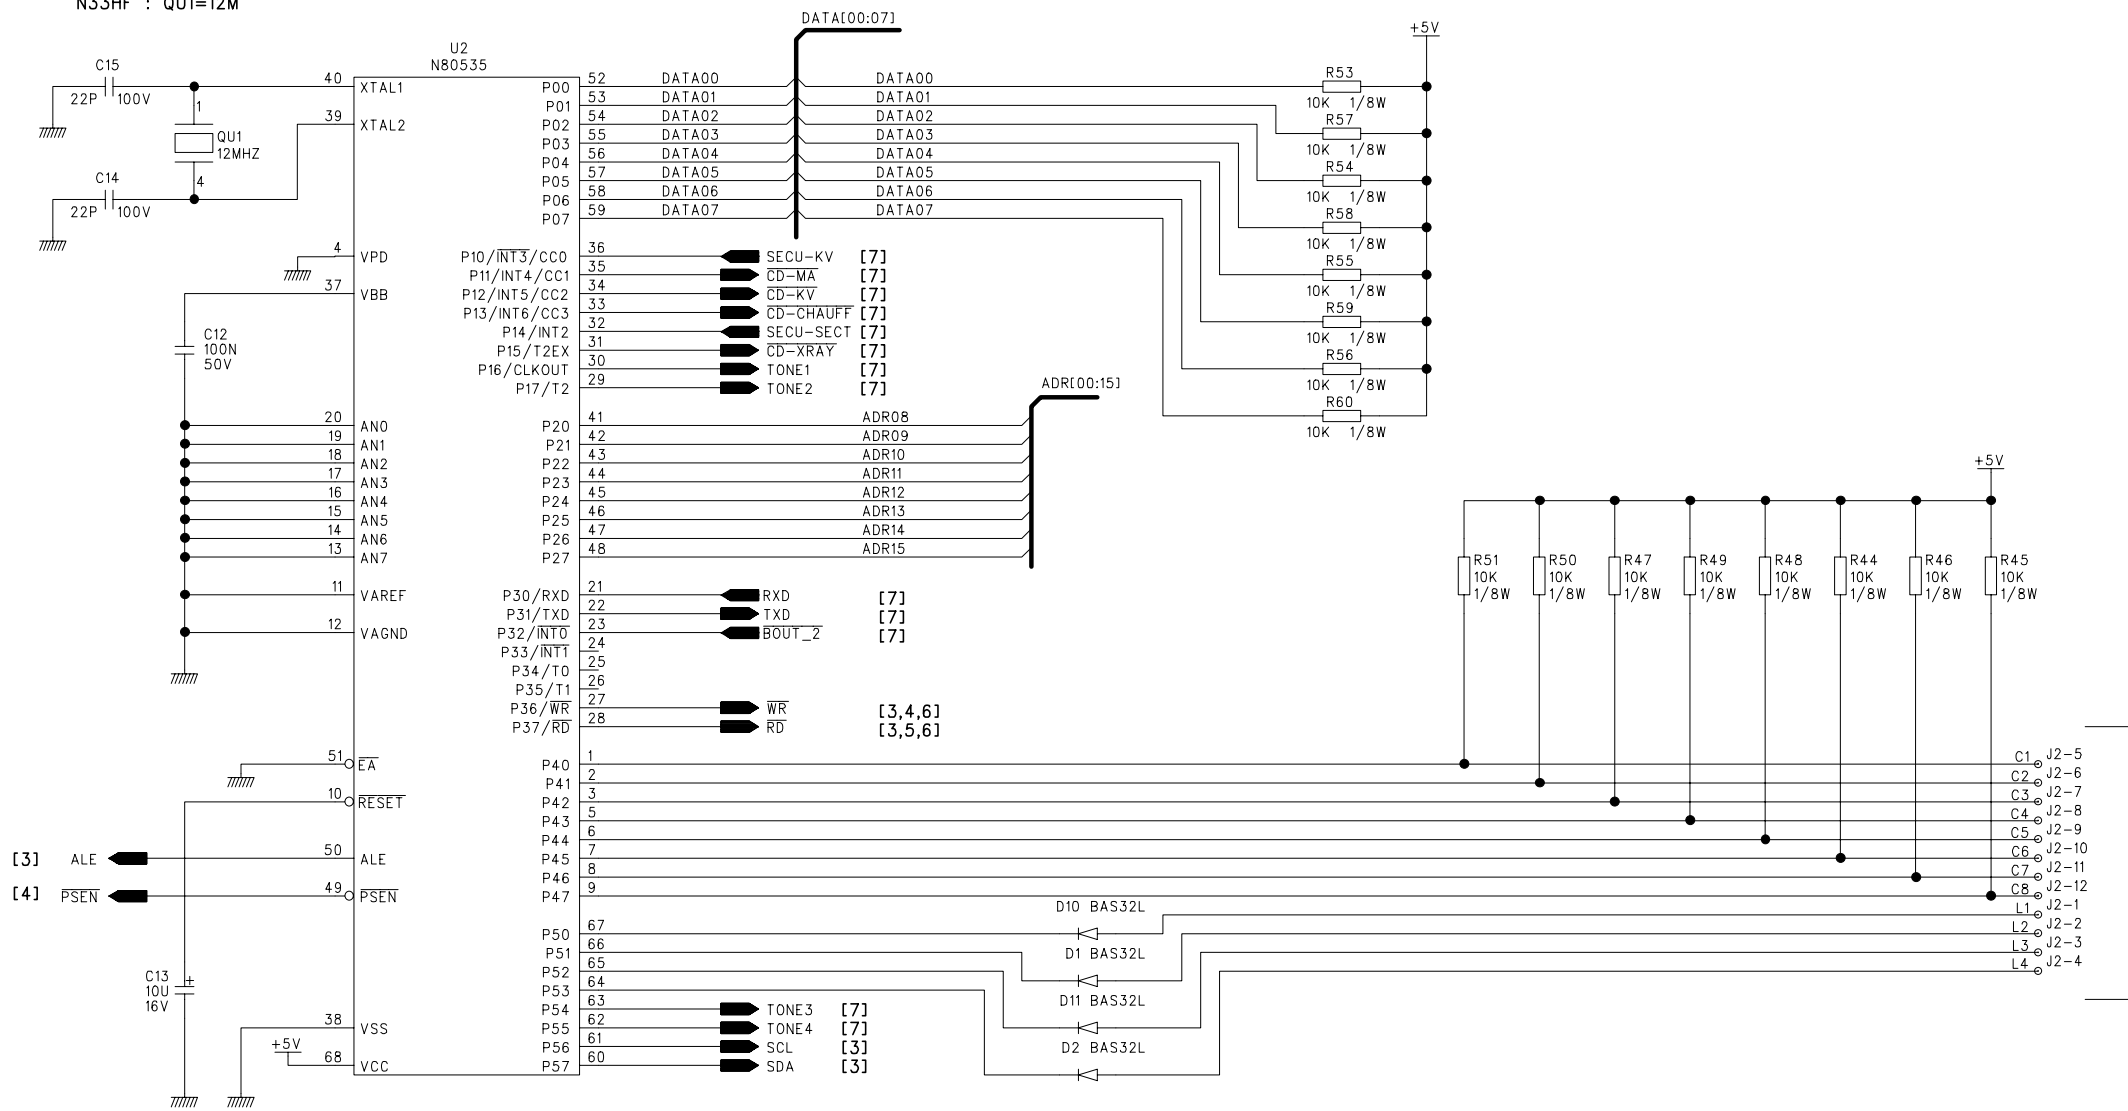 N33HF : QU1=12M
DATA[00:07]
+5V
U2
N80535
C15
22P 100V
1
QU1
12MHZ
C14
4
22P 100V
40 XTAL1
39 XTAL2
4 VPD
37 VBB
C12
100N
50V
20 AN0
19 AN1
18 AN2
17 AN3
16 AN4
15 AN5
14 AN6
13 AN7
11 VAREF
12 VAGND
51 EA
10 RESET
[3] ALE 50 ALE
[4] PSEN 49 PSEN
C13
10U
16V
+
38 VSS
+5V
68 VCC
P00 52 DATA00 DATA00
P01 53 DATA01 DATA01
P02 54 DATA02 DATA02
P03 55 DATA03 DATA03
P04 56 DATA04 DATA04
P05 57 DATA05 DATA05
P06 58 DATA06 DATA06
P07 59 DATA07 DATA07
P10/INT3/CC0 36 SECU-KV [7]
P11/INT4/CC1 35 CD-MA [7]
P12/INT5/CC2 34 CD-KV [7]
P13/INT6/CC3 33 CD-CHAUFF [7]
P14/INT2 32 SECU-SECT [7]
P15/T2EX 31 CD-XRAY [7]
P16/CLKOUT 30 TONE1 [7]
P17/T2 29 TONE2 [7]
ADR[00:15]
P20 41 ADR08
P21 42 ADR09
P22 43 ADR10
P23 44 ADR11
P24 45 ADR12
P25 46 ADR13
P26 47 ADR14
P27 48 ADR15
P30/RXD 21 RXD [7]
P31/TXD 22 TXD [7]
P32/INT0 23 BOUT_2 [7]
P33/INT1 24
P34/T0 25
P35/T1 26
P36/WR 27 WR [3,4,6]
P37/RD 28 RD [3,5,6]
P40 1
P41 2
P42 3
P43 5
P44 6
P45 7
P46 8
P47 9
P50 67
P51 66
P52 65
P53 64
P54 63 TONE3 [7]
P55 62 TONE4 [7]
P56 61 SCL [3]
P57 60 SDA [3]
R53
10K 1/8W
R57
10K 1/8W
R54
10K 1/8W
R58
10K 1/8W
R55
10K 1/8W
R59
10K 1/8W
R56
10K 1/8W
R60
10K 1/8W
+5V
R51 R50 R47 R49 R48 R44 R46 R45
10K 10K 10K 10K 10K 10K 10K 10K
1/8W 1/8W 1/8W 1/8W 1/8W 1/8W 1/8W 1/8W
C1 J2-5
C2 J2-6
C3 J2-7
C4 J2-8
C5 J2-9
C6 J2-10
C7 J2-11
C8 J2-12
L1 J2-1
L2 J2-2
L3 J2-3
L4 J2-4
D10 BAS32L
D1 BAS32L
D11 BAS32L
D2 BAS32L